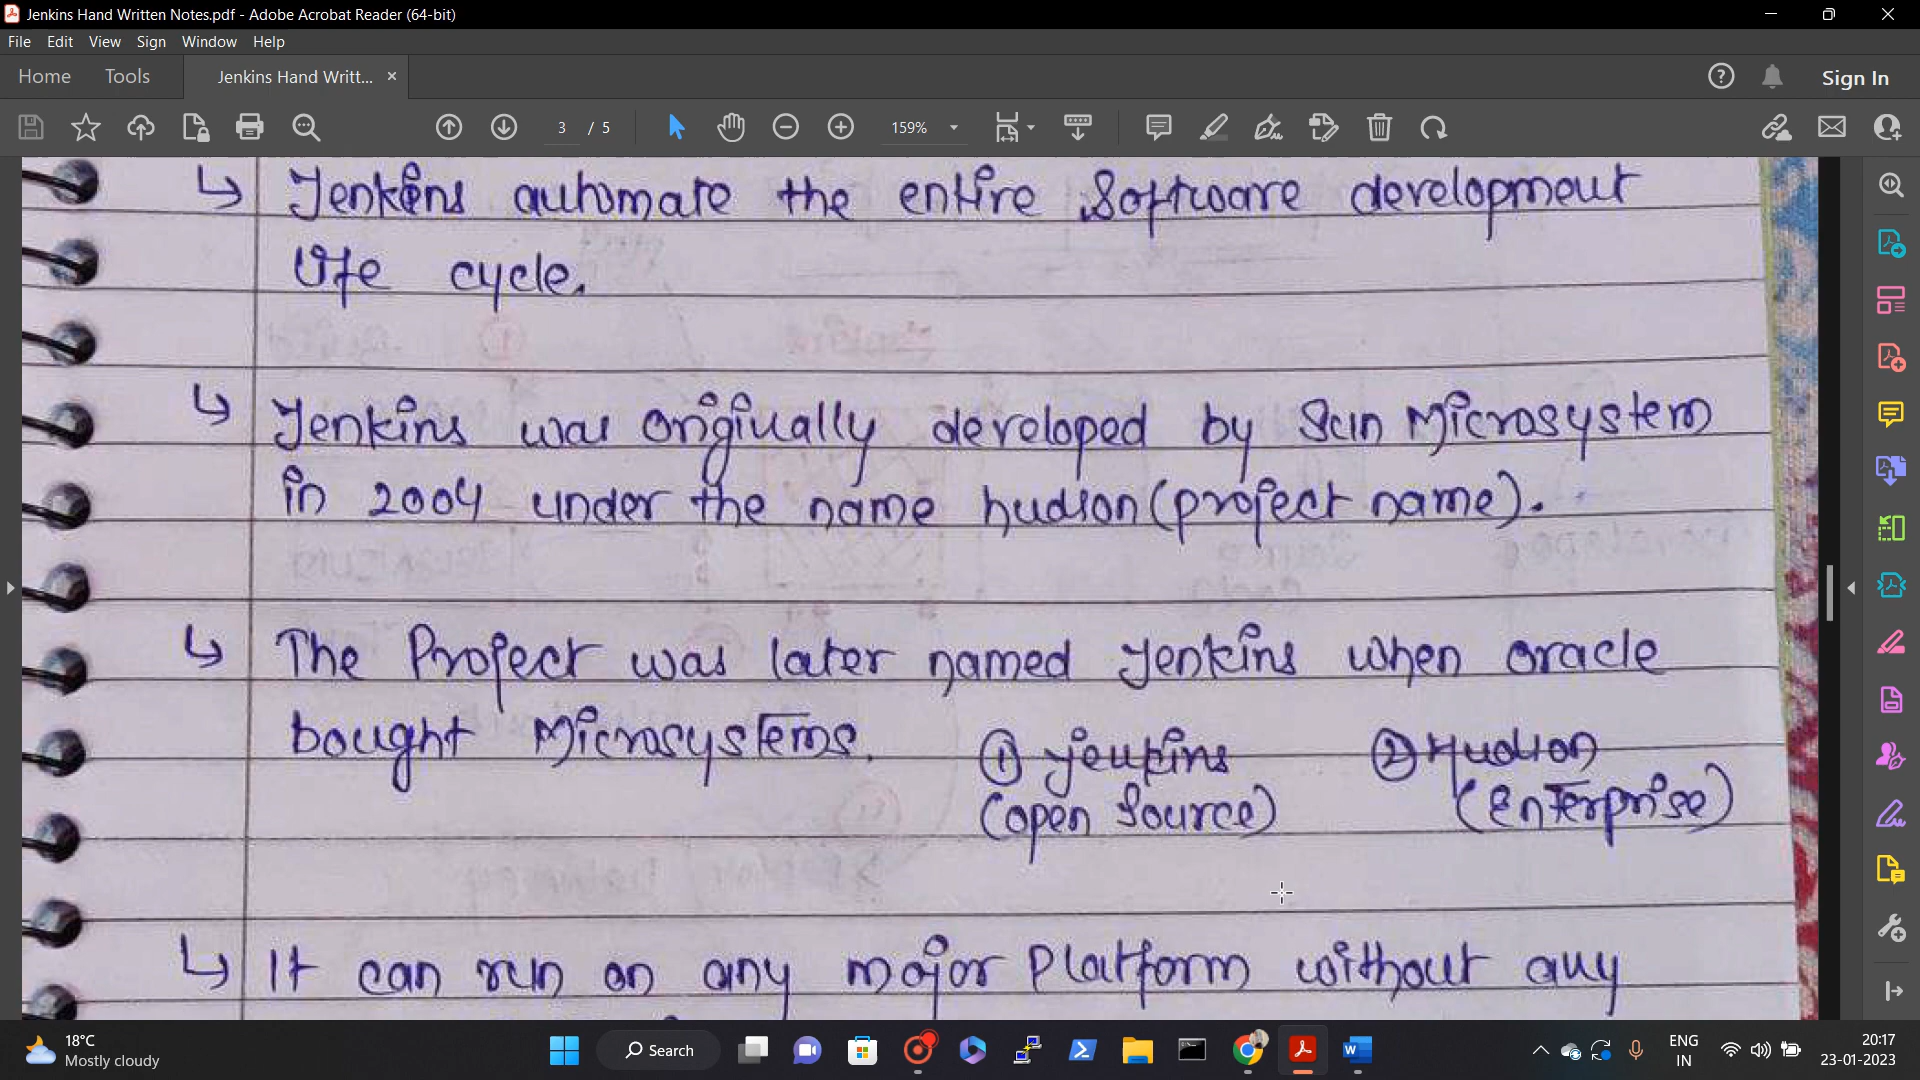 Jenkins Hand Written Notes.pdf - Adobe Acrobat Reader (64-bit)
File Edit View Sign Window Help
Home Tools Jenkins Hand Writt... × Sign In
3 / 5 159%
↳ Jenkins automate the entire Software development
life cycle.
↳ Jenkins was originally developed by Sun Microsystem
in 2004 under the name hudson (project name).
↳ The Project was later named Jenkins when oracle
bought Microsystems.
① jenkins ② Hudson
(open Source) (Enterprise)
↳ It can run on any major Platform without any
18°C
Mostly cloudy
Search
ENG
IN
20:17
23-01-2023